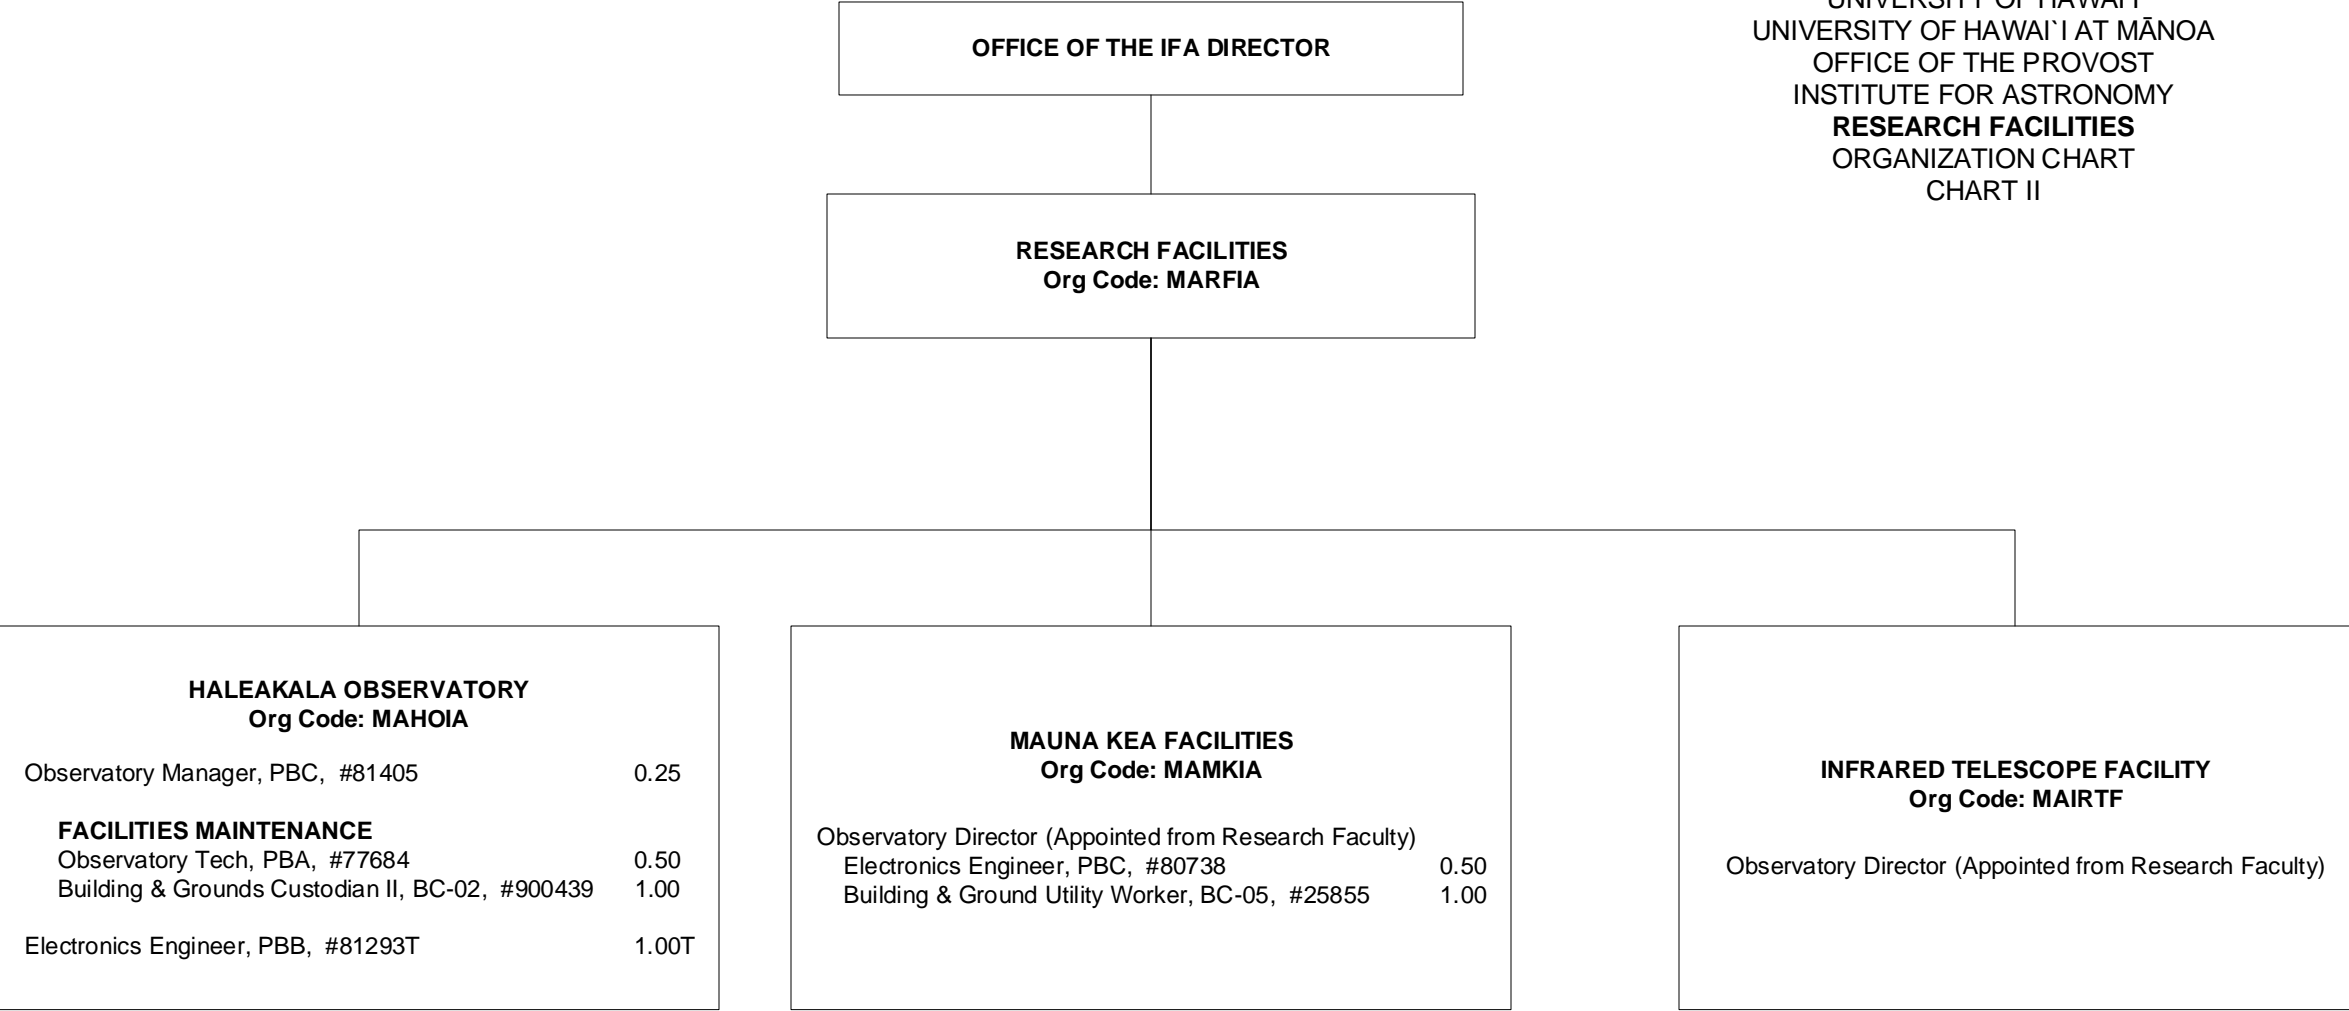 OFFICE OF THE IFA DIRECTOR
UNIVERSITY OF HAWAI`I
UNIVERSITY OF HAWAI`I AT MĀNOA
OFFICE OF THE PROVOST
INSTITUTE FOR ASTRONOMY
RESEARCH FACILITIES
ORGANIZATION CHART
CHART II
RESEARCH FACILITIES
Org Code: MARFIA
HALEAKALA OBSERVATORY
Org Code: MAHOIA
Observatory Manager, PBC, #81405 0.25
FACILITIES MAINTENANCE
Observatory Tech, PBA, #77684 0.50
Building & Grounds Custodian II, BC-02, #900439 1.00
Electronics Engineer, PBB, #81293T 1.00T
MAUNA KEA FACILITIES
Org Code: MAMKIA
Observatory Director (Appointed from Research Faculty)
Electronics Engineer, PBC, #80738 0.50
Building & Ground Utility Worker, BC-05, #25855 1.00
INFRARED TELESCOPE FACILITY
Org Code: MAIRTF
Observatory Director (Appointed from Research Faculty)